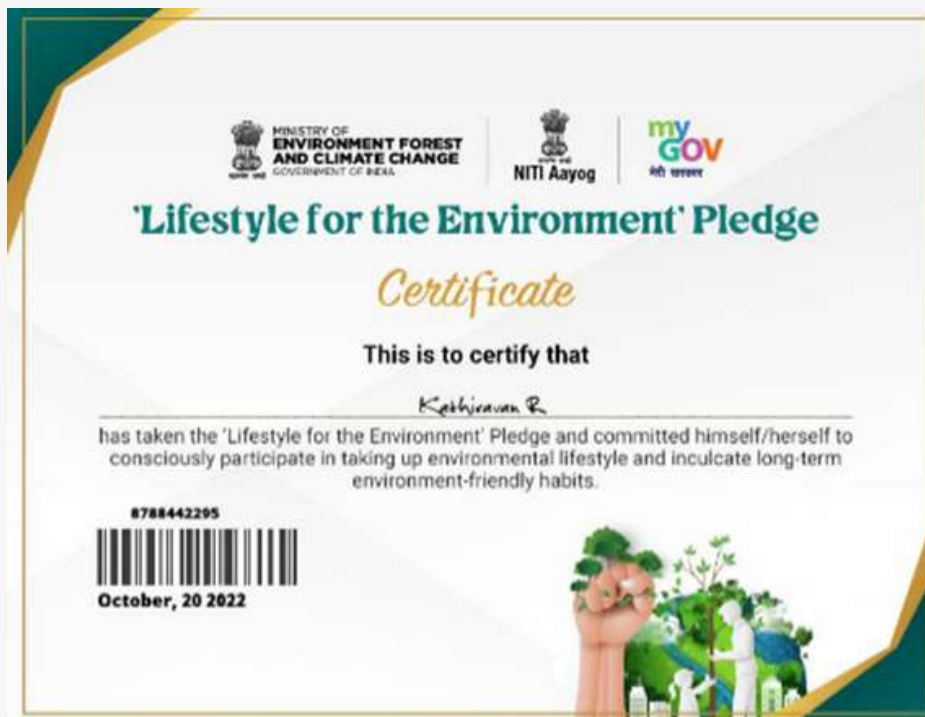 MINISTRY OF
ENVIRONMENT FOREST
AND CLIMATE CHANGE
GOVERNMENT OF INDIA
NITI Aayog
my
GOV
मेरी सरकार
'Lifestyle for the Environment' Pledge
Certificate
This is to certify that
Kathiravan R
has taken the 'Lifestyle for the Environment' Pledge and committed himself/herself to
consciously participate in taking up environmental lifestyle and inculcate long-term
environment-friendly habits.
8788442295
October, 20 2022